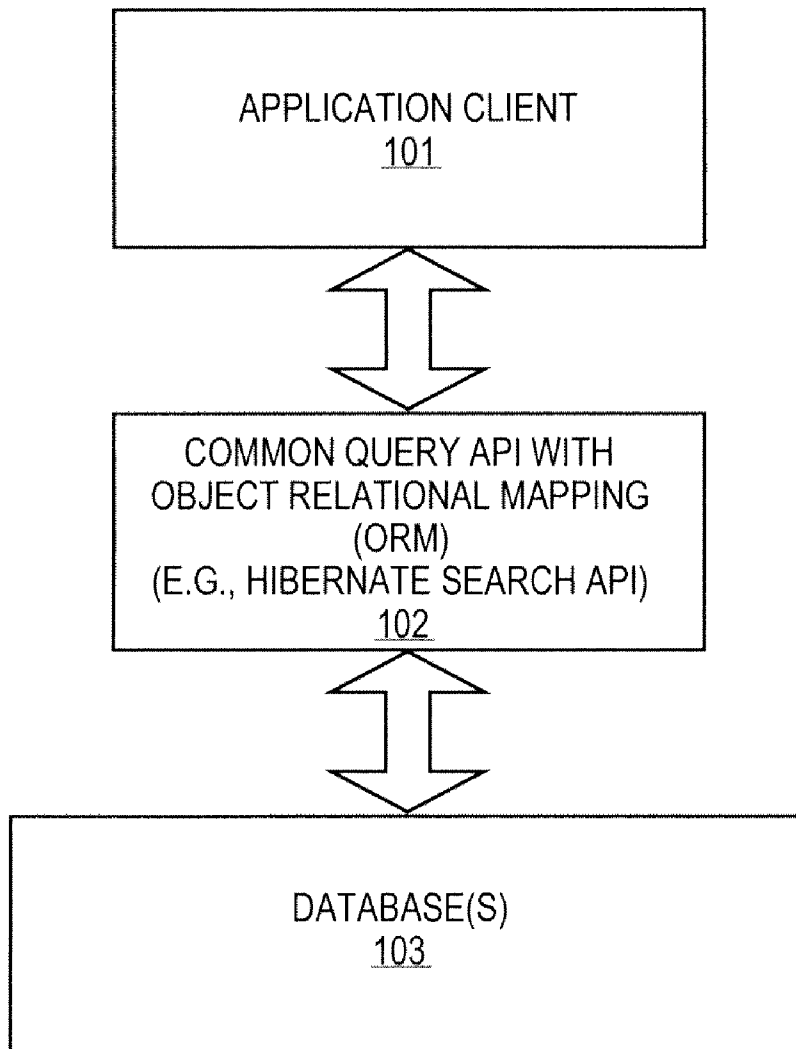 APPLICATION CLIENT
101
COMMON QUERY API WITH
OBJECT RELATIONAL MAPPING
(ORM)
(E.G., HIBERNATE SEARCH API)
102
DATABASE(S)
103